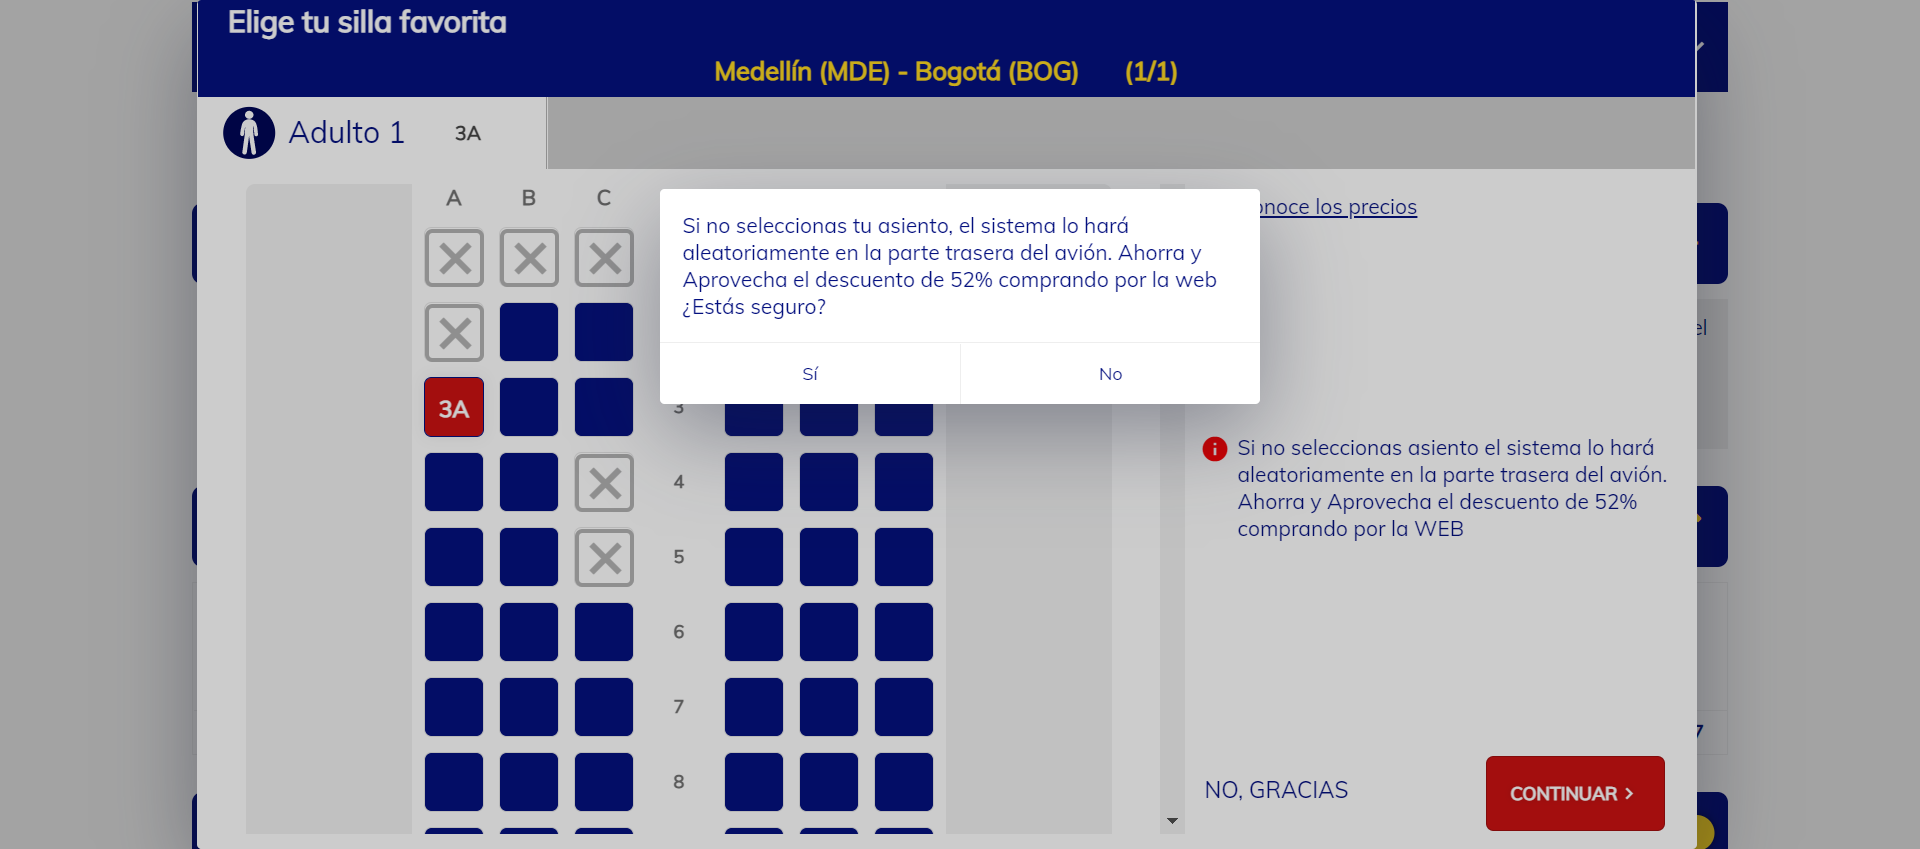 Elige tu silla favorita
Medellín (MDE) - Bogotá (BOG) (1/1)
Adulto 1 3A
A B C
Si no seleccionas tu asiento, el sistema lo hará
aleatoriamente en la parte trasera del avión. Ahorra y
Aprovecha el descuento de 52% comprando por la web
¿Estás seguro?
Sí No
los precios
el
3A
3
4
5
6
7
8
Si no seleccionas asiento el sistema lo hará
aleatoriamente en la parte trasera del avión.
Ahorra y Aprovecha el descuento de 52%
comprando por la WEB
7
NO, GRACIAS
CONTINUAR >